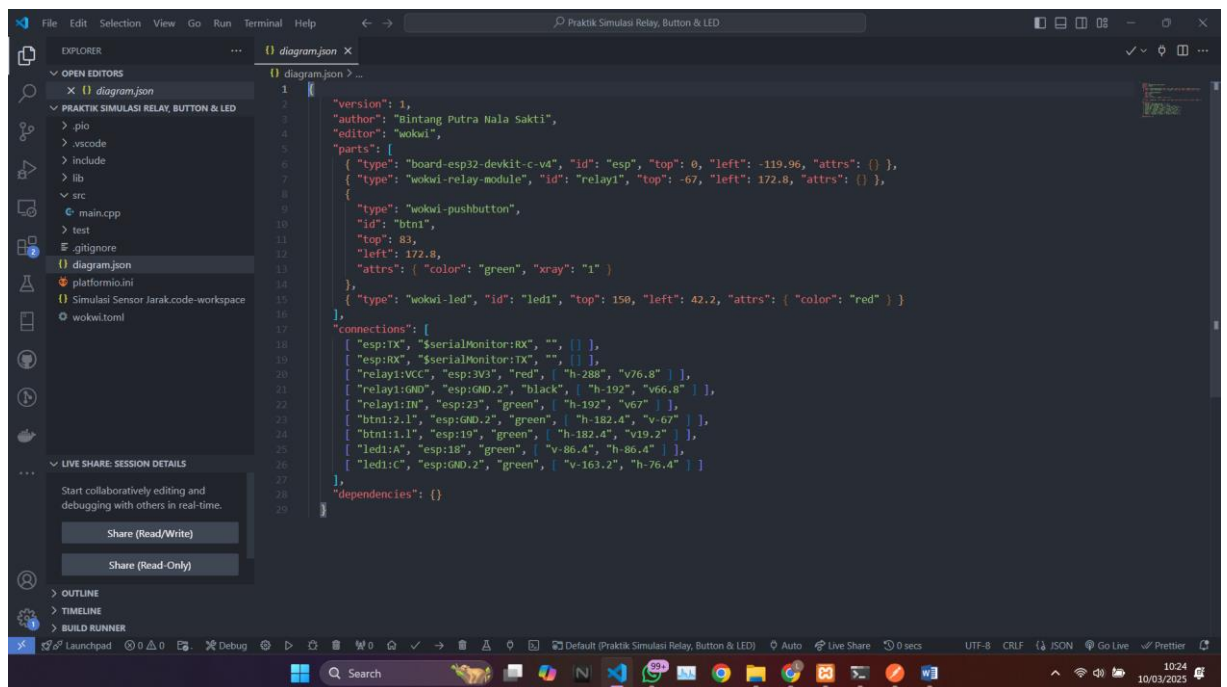 File Edit Selection View Go Run Terminal Help
Praktik Simulasi Relay, Button & LED
EXPLORER
OPEN EDITORS
{} diagram.json
PRAKTIK SIMULASI RELAY, BUTTON & LED
.pio
.vscode
include
lib
src
main.cpp
test
.gitignore
{} diagram.json
platformio.ini
{} Simulasi Sensor Jarak.code-workspace
wokwi.toml
LIVE SHARE: SESSION DETAILS
Start collaboratively editing and
debugging with others in real-time.
Share (Read/Write)
Share (Read-Only)
OUTLINE
TIMELINE
BUILD RUNNER
2
1
{} diagram.json
{} diagram.json > ...
1 {
2 "version": 1,
3 "author": "Bintang Putra Nala Sakti",
4 "editor": "wokwi",
5 "parts": [
6 { "type": "board-esp32-devkit-c-v4", "id": "esp", "top": 0, "left": -119.96, "attrs": {} },
7 { "type": "wokwi-relay-module", "id": "relay1", "top": -67, "left": 172.8, "attrs": {} },
8 {
9 "type": "wokwi-pushbutton",
10 "id": "btn1",
11 "top": 83,
12 "left": 172.8,
13 "attrs": { "color": "green", "xray": "1" }
14 },
15 { "type": "wokwi-led", "id": "led1", "top": 150, "left": 42.2, "attrs": { "color": "red" } }
16 ],
17 "connections": [
18 [ "esp:TX", "$serialMonitor:RX", "", [] ],
19 [ "esp:RX", "$serialMonitor:TX", "", [] ],
20 [ "relay1:VCC", "esp:3V3", "red", [ "h-288", "v76.8" ] ],
21 [ "relay1:GND", "esp:GND.2", "black", [ "h-192", "v66.8" ] ],
22 [ "relay1:IN", "esp:23", "green", [ "h-192", "v67" ] ],
23 [ "btn1:2.l", "esp:GND.2", "green", [ "h-182.4", "v-67" ] ],
24 [ "btn1:1.l", "esp:19", "green", [ "h-182.4", "v19.2" ] ],
25 [ "led1:A", "esp:18", "green", [ "v-86.4", "h-86.4" ] ],
26 [ "led1:C", "esp:GND.2", "green", [ "v-163.2", "h-76.4" ] ]
27 ],
28 "dependencies": {}
29 }
Launchpad 0 0 Debug 0 Default (Praktik Simulasi Relay, Button & LED) Auto Live Share 0 secs UTF-8 CRLF {} JSON Go Live Prettier
Search 99+ 10:24
10/03/2025